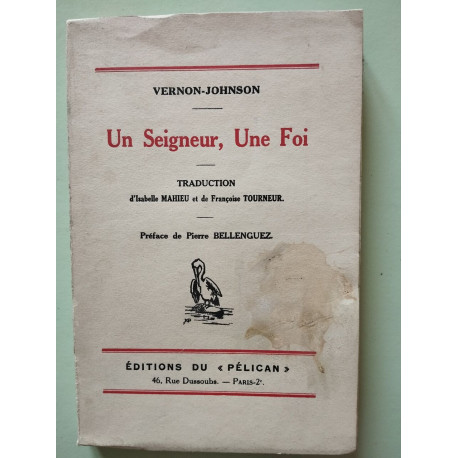 VERNON-JOHNSON
Un Seigneur, Une Foi
TRADUCTION
d'Isabelle MAHIEU et de Françoise TOURNEUR.
Préface de Pierre BELLENGUEZ.
ÉDITIONS DU « PÉLICAN »
46, Rue Dussoubs. — PARIS-2e.